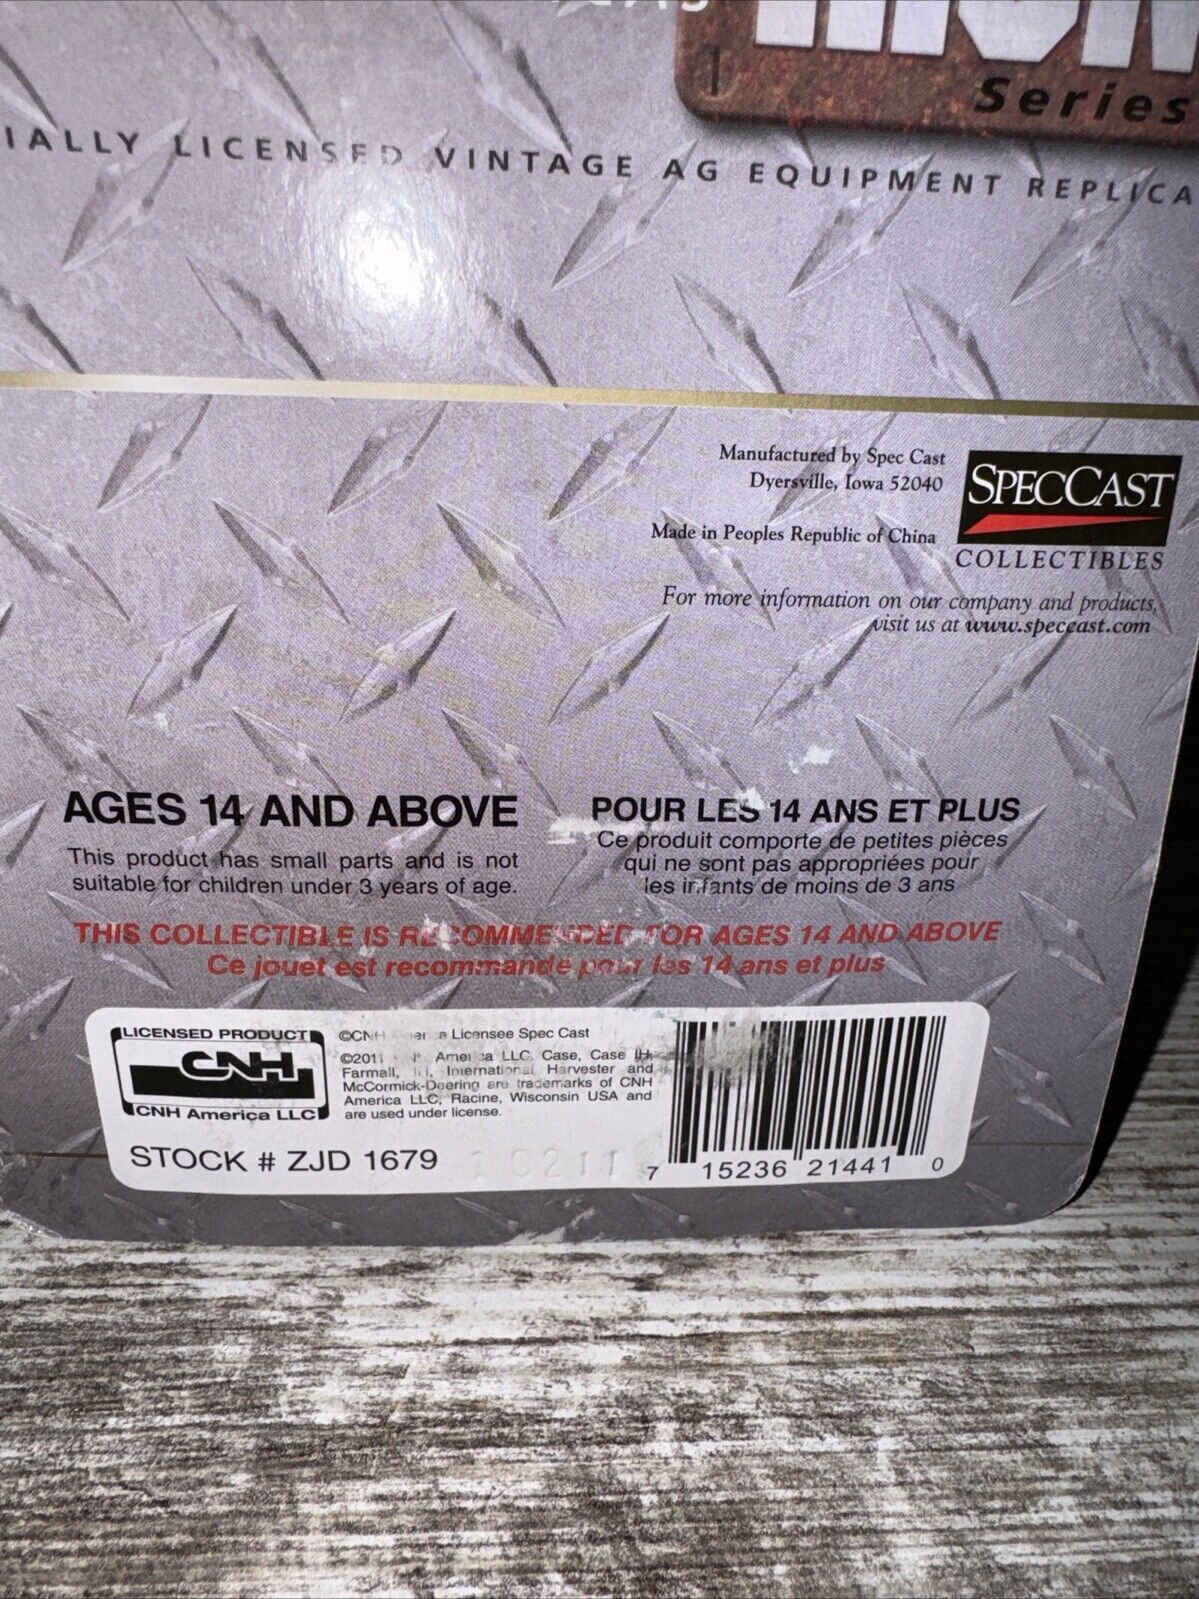 Series
IALLY LICENSED VINTAGE AG EQUIPMENT REPLICA
Manufactured by Spec Cast
Dyersville, Iowa 52040
SPECCAST
COLLECTIBLES
Made in Peoples Republic of China
For more information on our company and products,
visit us at www.speccast.com
AGES 14 AND ABOVE
This product has small parts and is not
suitable for children under 3 years of age.
POUR LES 14 ANS ET PLUS
Ce produit comporte de petites pièces
qui ne sont pas appropriées pour
les infants de moins de 3 ans
THIS COLLECTIBLE IS RECOMMENDED FOR AGES 14 AND ABOVE
Ce jouet est recommande pour les 14 ans et plus
LICENSED PRODUCT
CNH
CNH America LLC
©CNH America Licensee Spec Cast
©2011 America LLC. Case, Case IH,
Farmall, International Harvester and
McCormick-Deering are trademarks of CNH
America LLC, Racine, Wisconsin USA and
are used under license.
STOCK # ZJD 1679
7 15236 21441 0